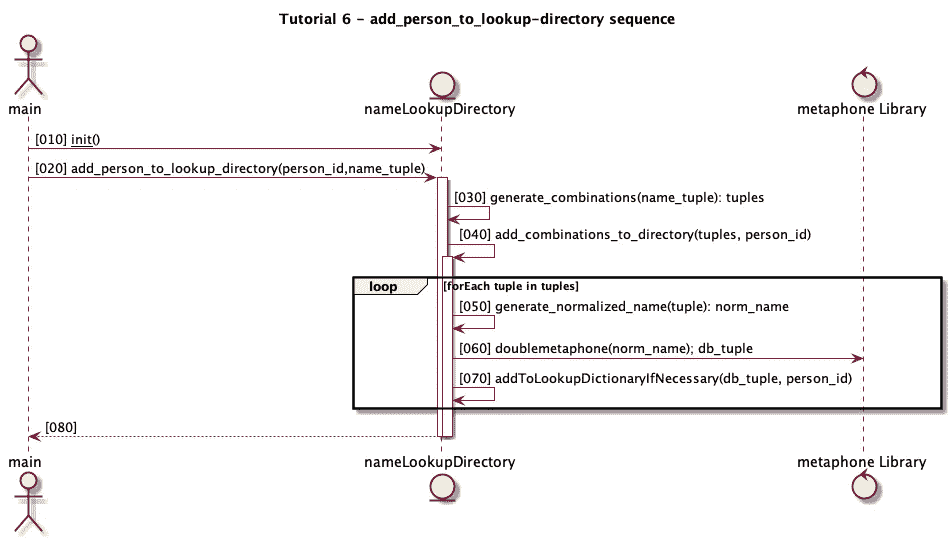 Tutorial 6 - add_person_to_lookup-directory sequence
main
nameLookupDirectory
metaphone Library
[010] init()
[020] add_person_to_lookup_directory(person_id,name_tuple)
[030] generate_combinations(name_tuple): tuples
[040] add_combinations_to_directory(tuples, person_id)
loop
[forEach tuple in tuples]
[050] generate_normalized_name(tuple): norm_name
[060] doublemetaphone(norm_name); db_tuple
[070] addToLookupDictionaryIfNecessary(db_tuple, person_id)
[080]
main
nameLookupDirectory
metaphone Library